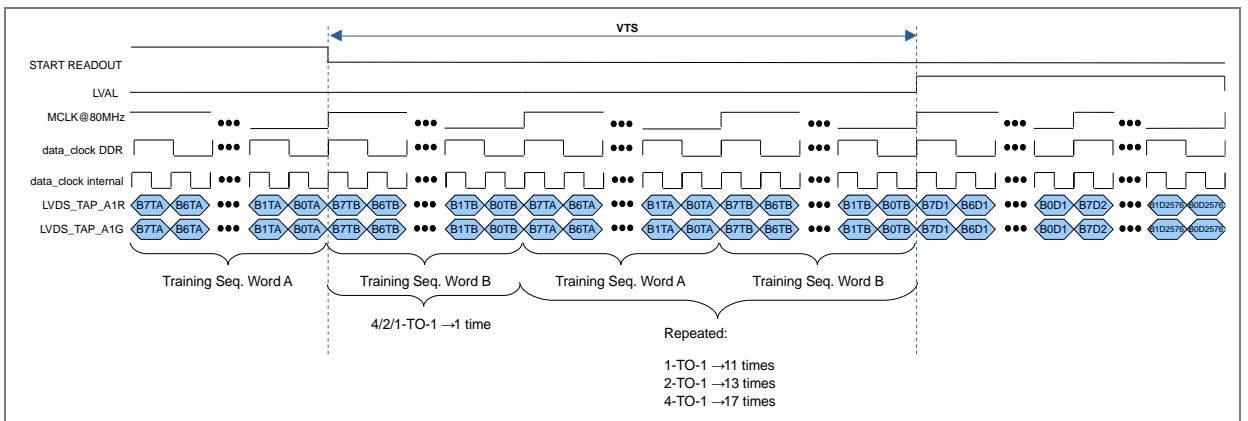 VTS
START READOUT
LVAL
MCLK@80MHz
data_clock DDR
data_clock internal
LVDS_TAP_A1R B7TA B6TA B1TA B0TA B7TB B6TB B1TB B0TB B7TA B6TA B1TA B0TA B7TB B6TB B1TB B0TB B7D1 B6D1 B0D1 B7D2 B1D2576 B0D2576
LVDS_TAP_A1G B7TA B6TA B1TA B0TA B7TB B6TB B1TB B0TB B7TA B6TA B1TA B0TA B7TB B6TB B1TB B0TB B7D1 B6D1 B0D1 B7D2 B1D2576 B0D2576
Training Seq. Word A Training Seq. Word B Training Seq. Word A Training Seq. Word B
4/2/1-TO-1 →1 time
Repeated:
1-TO-1 →11 times
2-TO-1 →13 times
4-TO-1 →17 times